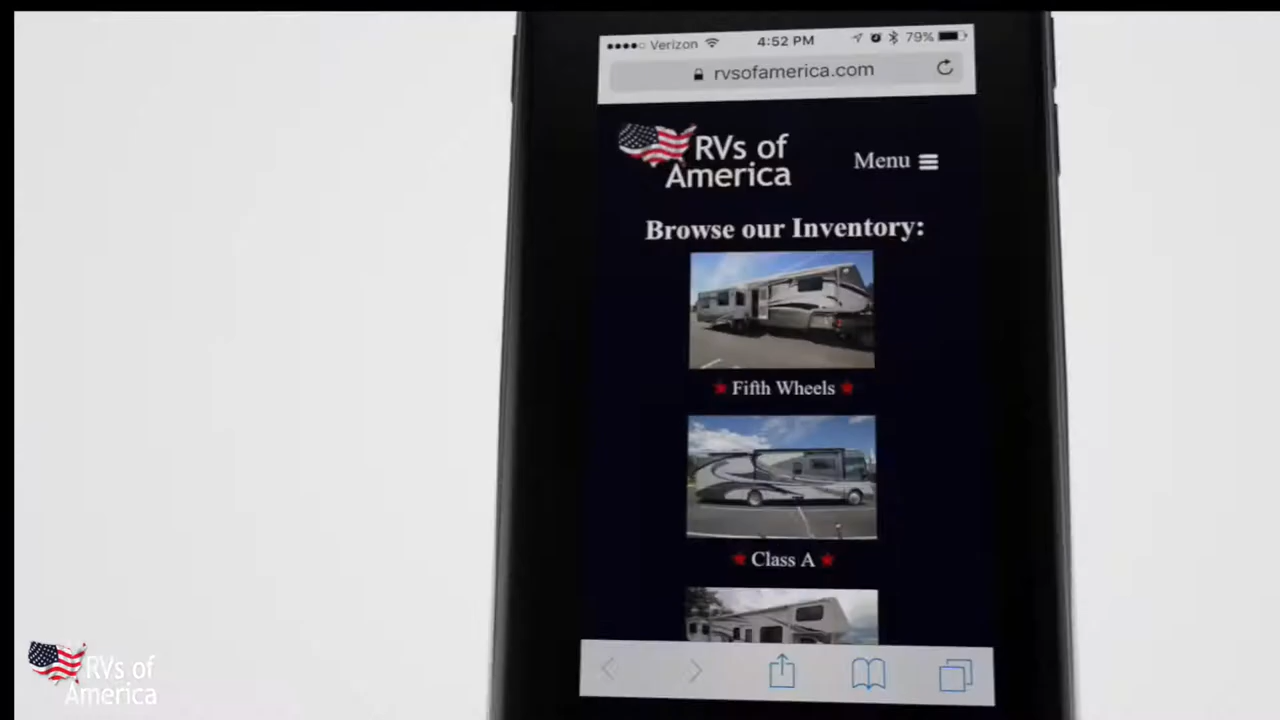 Verizon 4:52 PM 79%
rvsofamerica.com
RVs of
America
Menu
Browse our Inventory:
Fifth Wheels
Class A
RVs of
America